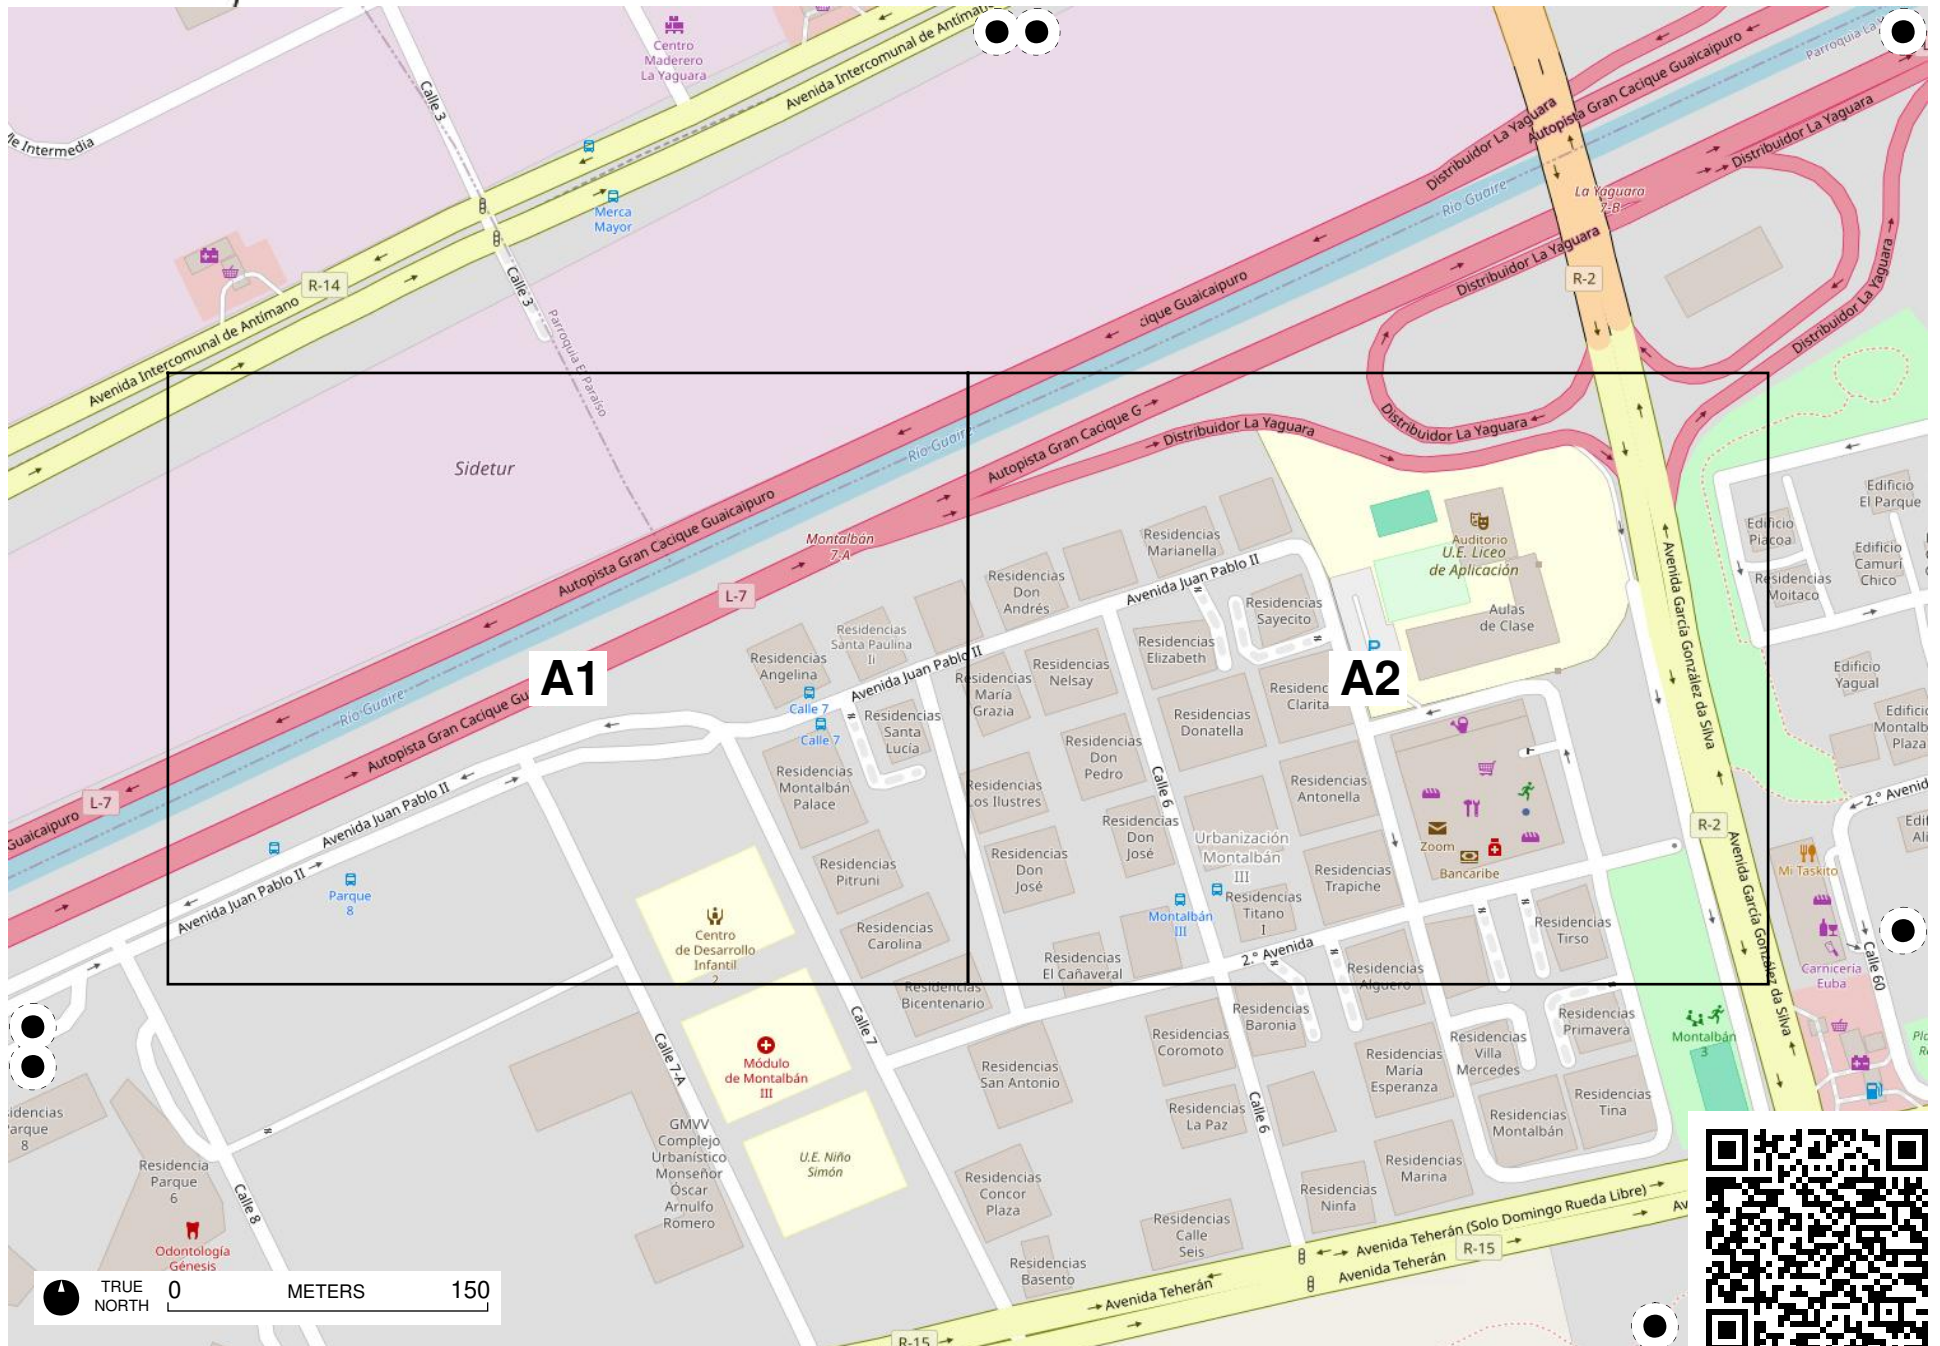 Centro
Maderero
La Yaguara
Calle 3
Avenida Intercomunal de Antímano
Merca
Mayor
R-14
Avenida Intercomunal de Antímano
Calle 3
Parroquia El Paraíso
Distribuidor La Yaguara
Autopista Gran Cacique Guaicaipuro
Distribuidor La Yaguara
Río Guaire
La Yaguara
7-B
Distribuidor La Yaguara
R-2
Distribuidor La Yaguara
cique Guaicaipuro
Sidetur
Río Guaire
Autopista Gran Cacique G
Distribuidor La Yaguara
Distribuidor La Yaguara
Autopista Gran Cacique Guaicaipuro
Montalbán
7-A
L-7
Residencias
Marianella
Auditorio
U.E. Liceo
de Aplicación
Aulas
de Clase
Edificio
El Parque
Edificio
Piacoa
Edificio
Camuri
Chico
Residencias
Moitaco
Residencias
Don
Andrés
Avenida Juan Pablo II
Residencias
Sayecito
Residencias
Santa Paulina
Ii
Residencias
Angelina
Avenida Juan Pablo II
Residencias
Elizabeth
Residencias
Nelsay
Residencias
María
Grazia
A1
A2
P
Edificio
Yagual
Avenida García González da Silva
Río Guaire
Autopista Gran Cacique Gu
Calle 7
Calle 7
Residencias
Santa
Lucía
Residencias
Donatella
Residencias
Don
Pedro
Residencias
Montalbán
Palace
Residencias
Los Ilustres
Calle 6
Residencias
Antonella
L-7
Guaicaipuro
Avenida Juan Pablo II
Residencias
Don
José
Urbanización
Montalbán
III
R-2
Zoom
Bancaribe
Mi Taskito
Residencias
Pitruni
Residencias
Don
José
Residencias
Trapiche
Avenida Juan Pablo II
Parque
8
Montalbán
III
Residencias
Titano
I
Residencias
Tirso
Centro
de Desarrollo
Infantil
2
Residencias
Carolina
Residencias
El Cañaveral
2.° Avenida
Residencias
Alguero
Avenida García González da Silva
Carnicería
Euba
Calle 60
Residencias
Bicentenario
Residencias
Baronia
Residencias
Primavera
Montalbán
3
Calle 7-A
Calle 7
Módulo
de Montalbán
III
Residencias
San Antonio
Residencias
Coromoto
Residencias
María
Esperanza
Residencias
Villa
Mercedes
Residencias
La Paz
Calle 6
Residencias
Montalbán
Residencias
Tina
GMVV
Complejo
Urbanístico
Monseñor
Óscar
Arnulfo
Romero
U.E. Niño
Simón
Residencia
Parque
6
Calle 8
Odontología
Génesis
Residencias
Concor
Plaza
Residencias
Calle
Seis
Residencias
Ninfa
Residencias
Marina
Residencias
Basento
Avenida Teherán (Solo Domingo Rueda Libre)
R-15
Avenida Teherán
Avenida Teherán
R-15
TRUE
NORTH
0 METERS 150